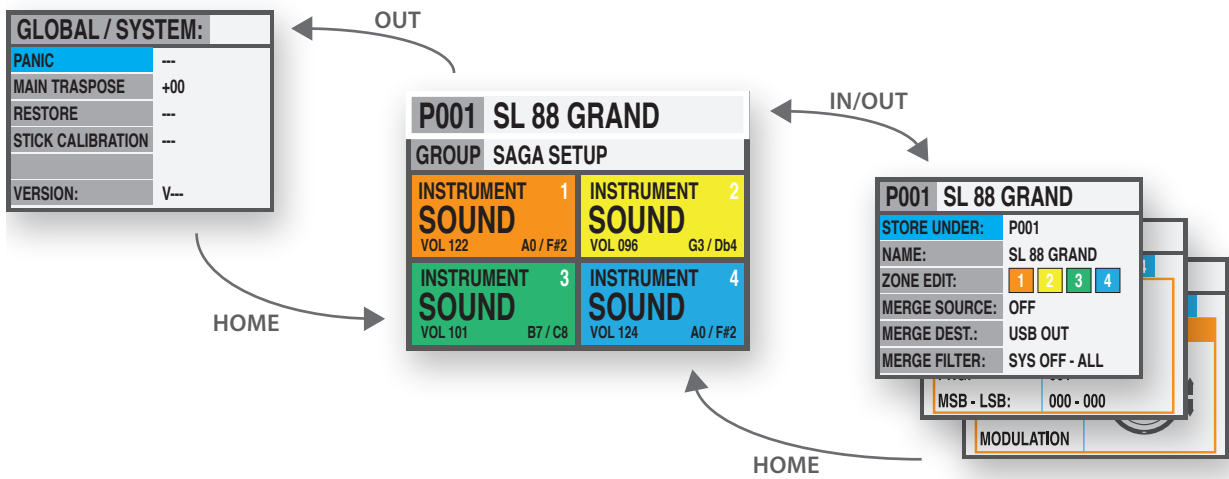 GLOBAL / SYSTEM:
PANIC ---
MAIN TRASPOSE +00
RESTORE ---
STICK CALIBRATION ---
VERSION: V---
OUT
HOME
P001 SL 88 GRAND
GROUP SAGA SETUP
INSTRUMENT 1
SOUND
VOL 122 A0 / F#2
INSTRUMENT 2
SOUND
VOL 096 G3 / Db4
INSTRUMENT 3
SOUND
VOL 101 B7 / C8
INSTRUMENT 4
SOUND
VOL 124 A0 / F#2
IN/OUT
P001 SL 88 GRAND
STORE UNDER: P001
NAME: SL 88 GRAND
ZONE EDIT: 1 2 3 4
MERGE SOURCE: OFF
MERGE DEST.: USB OUT
MERGE FILTER: SYS OFF - ALL
MSB - LSB: 000 - 000
MODULATION
HOME